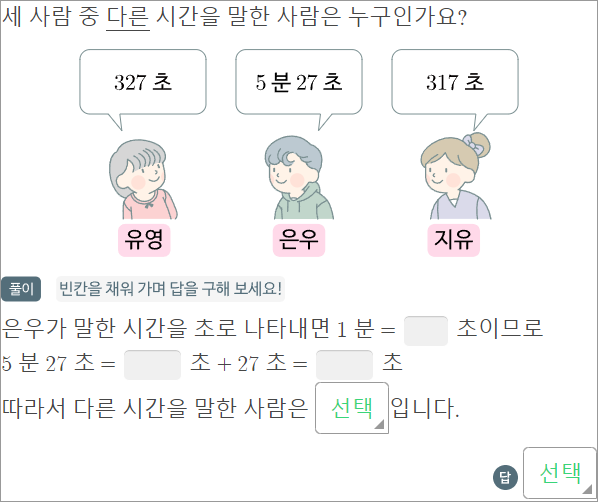 세 사람 중 다른 시간을 말한 사람은 누구인가요?
327 초 5 분 27 초 317 초
유영 은우 지유
풀이 빈칸을 채워 가며 답을 구해 보세요!
은우가 말한 시간을 초로 나타내면 1 분 = 초이므로
5 분 27 초 = 초 + 27 초 = 초
따라서 다른 시간을 말한 사람은 선택 입니다.
답 선택